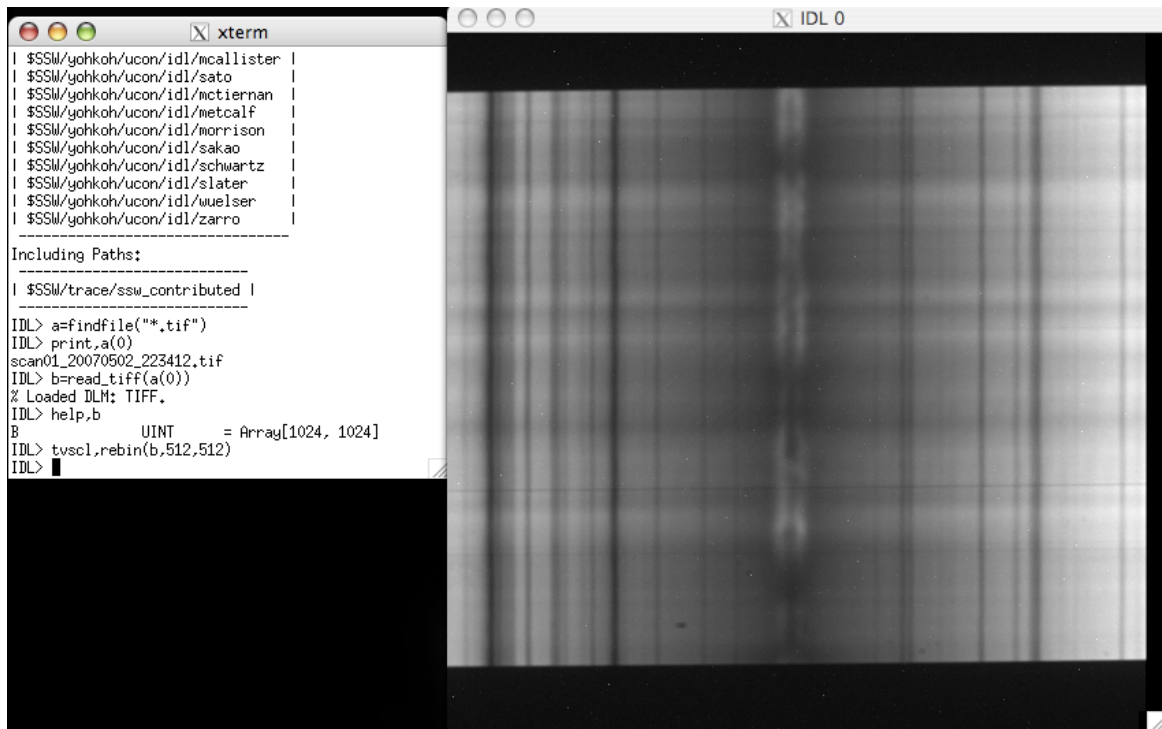 xterm
| $SSW/yohkoh/ucon/idl/mcallister |
| $SSW/yohkoh/ucon/idl/sato |
| $SSW/yohkoh/ucon/idl/mctiernan |
| $SSW/yohkoh/ucon/idl/metcalf |
| $SSW/yohkoh/ucon/idl/morrison |
| $SSW/yohkoh/ucon/idl/sakao |
| $SSW/yohkoh/ucon/idl/schwartz |
| $SSW/yohkoh/ucon/idl/slater |
| $SSW/yohkoh/ucon/idl/wuelser |
| $SSW/yohkoh/ucon/idl/zarro |
--------------------------------
Including Paths:
---------------------------
| $SSW/trace/ssw_contributed |
---------------------------
IDL> a=findfile("*.tif")
IDL> print,a(0)
scan01_20070502_223412.tif
IDL> b=read_tiff(a(0))
% Loaded DLM: TIFF.
IDL> help,b
B UINT = Array[1024, 1024]
IDL> tvscl,rebin(b,512,512)
IDL>
IDL 0